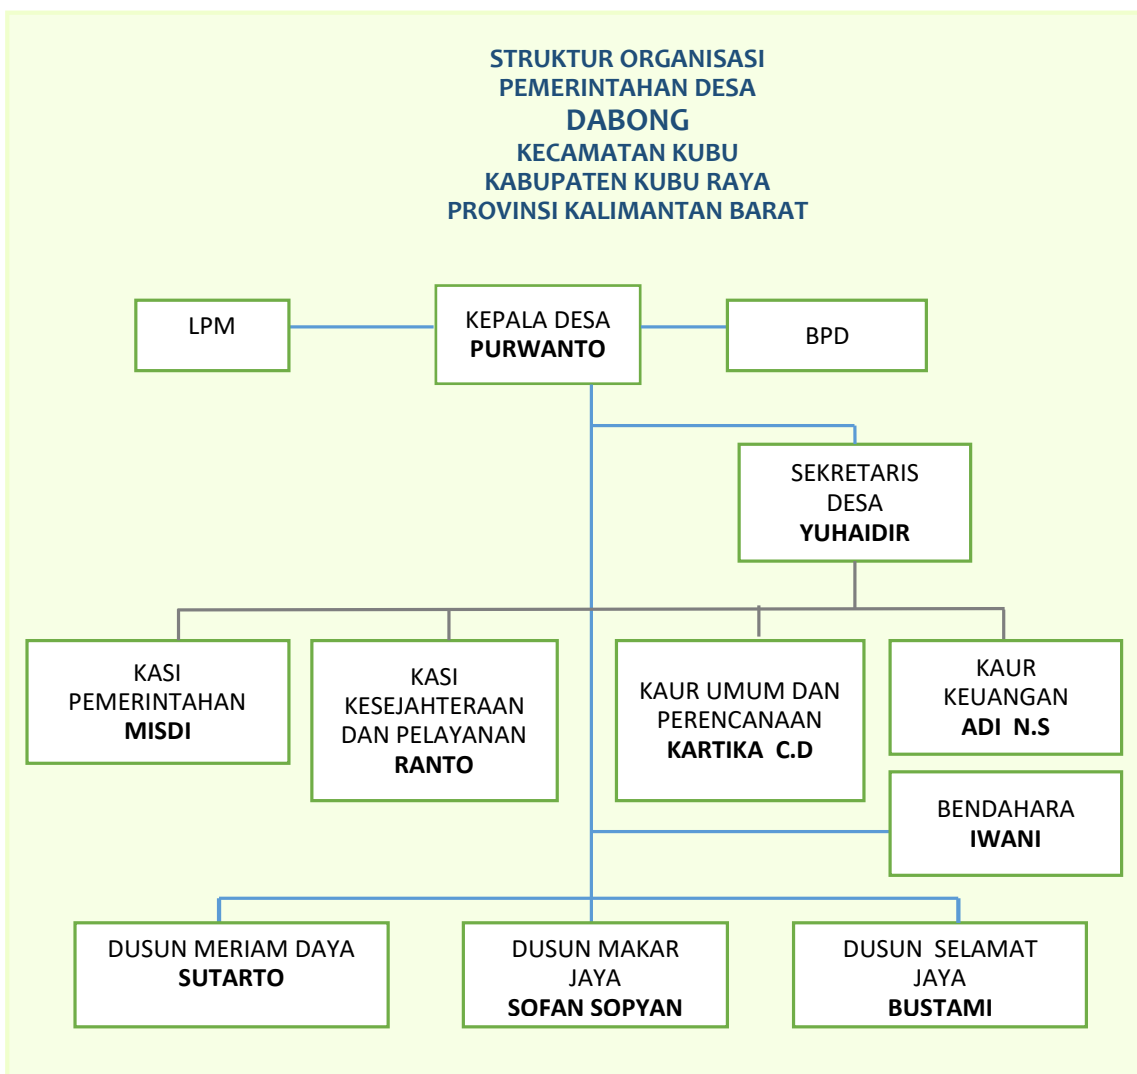 STRUKTUR ORGANISASI
PEMERINTAHAN DESA
DABONG
KECAMATAN KUBU
KABUPATEN KUBU RAYA
PROVINSI KALIMANTAN BARAT
LPM
KEPALA DESA
PURWANTO
BPD
SEKRETARIS
DESA
YUHAIDIR
KASI
PEMERINTAHAN
MISDI
KASI
KESEJAHTERAAN
DAN PELAYANAN
RANTO
KAUR UMUM DAN
PERENCANAAN
KARTIKA C.D
KAUR
KEUANGAN
ADI N.S
BENDAHARA
IWANI
DUSUN MERIAM DAYA
SUTARTO
DUSUN MAKAR
JAYA
SOFAN SOPYAN
DUSUN SELAMAT
JAYA
BUSTAMI